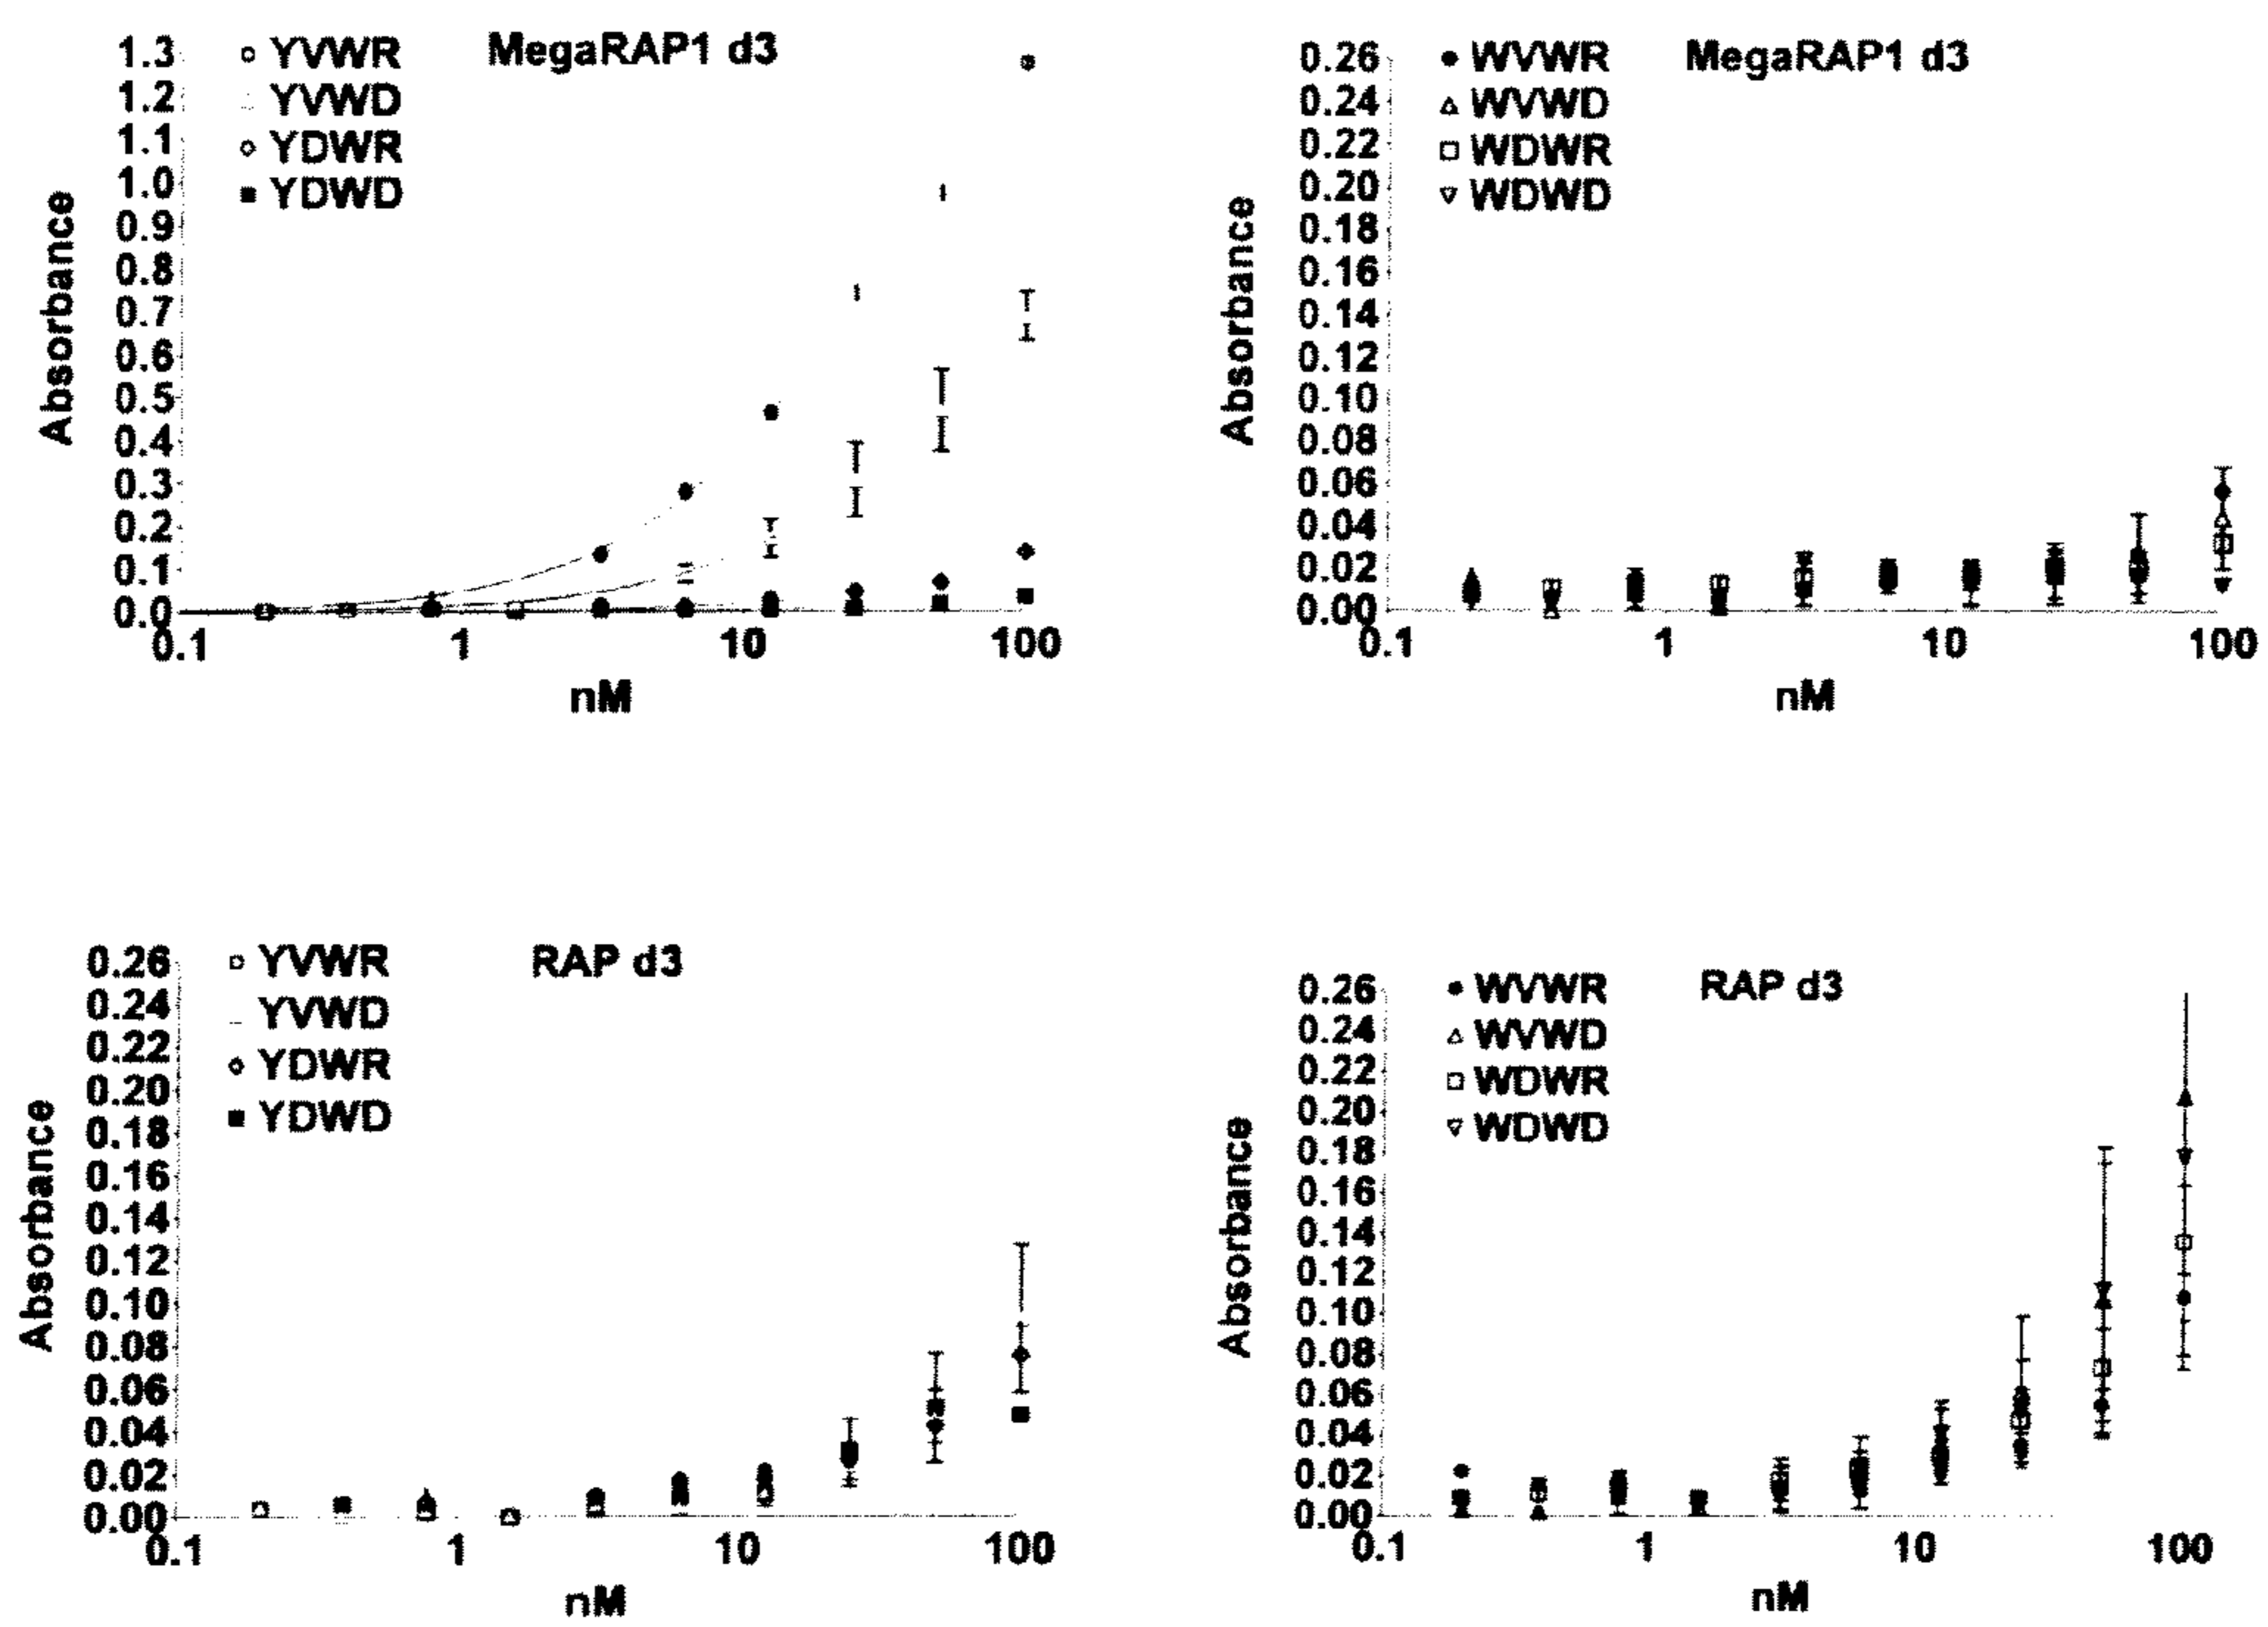 MegaRAP1 d3
YVWR
YVWD
YDWR
YDWD
Absorbance
1.3
1.2
1.1
1.0
0.9
0.8
0.7
0.6
0.5
0.4
0.3
0.2
0.1
0.0
0.1 1 10 100
nM
MegaRAP1 d3
WVWR
WVWD
WDWR
WDWD
Absorbance
0.26
0.24
0.22
0.20
0.18
0.16
0.14
0.12
0.10
0.08
0.06
0.04
0.02
0.00
0.1 1 10 100
nM
RAP d3
YVWR
YVWD
YDWR
YDWD
Absorbance
0.26
0.24
0.22
0.20
0.18
0.16
0.14
0.12
0.10
0.08
0.06
0.04
0.02
0.00
0.1 1 10 100
nM
RAP d3
WVWR
WVWD
WDWR
WDWD
Absorbance
0.26
0.24
0.22
0.20
0.18
0.16
0.14
0.12
0.10
0.08
0.06
0.04
0.02
0.00
0.1 1 10 100
nM